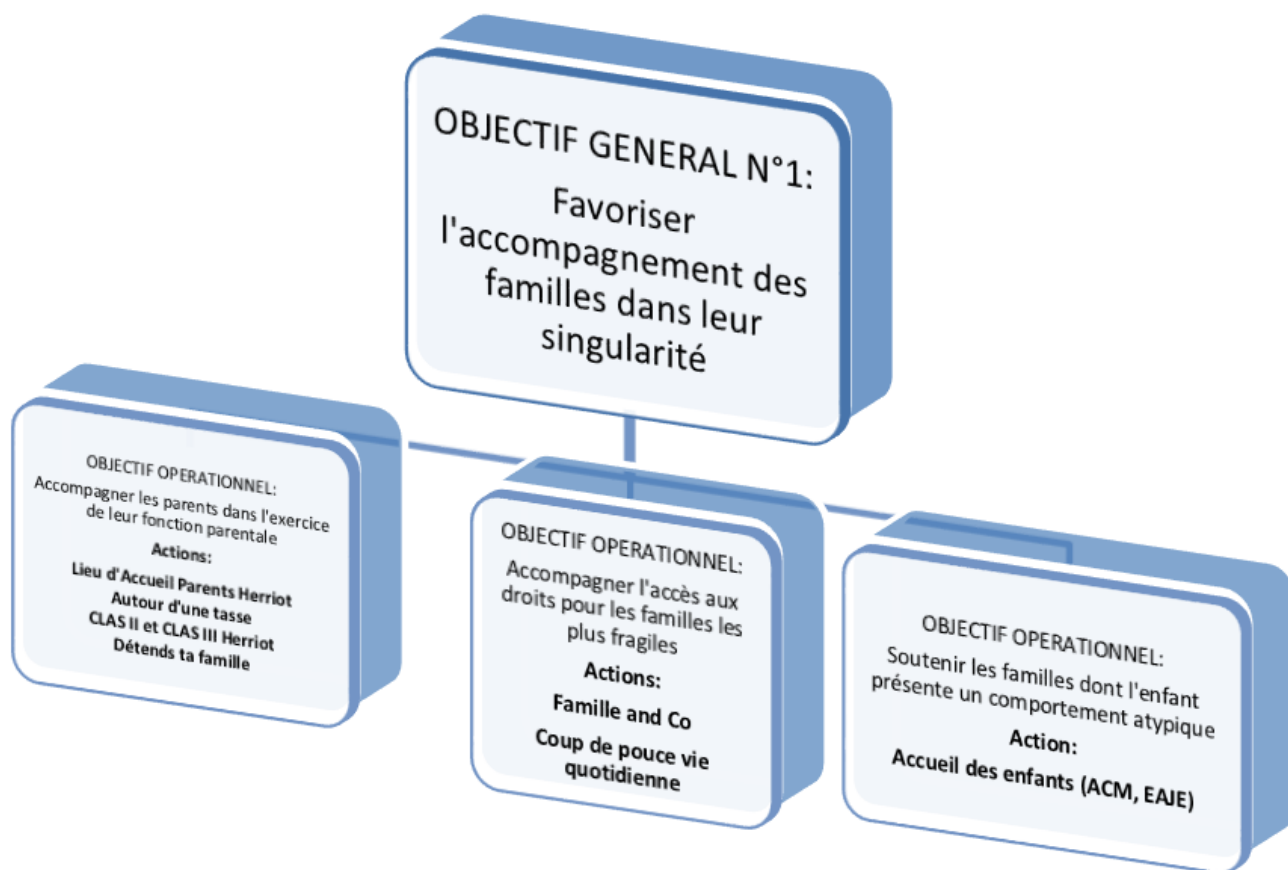 OBJECTIF GENERAL N°1:
Favoriser
l'accompagnement des
familles dans leur
singularité
OBJECTIF OPERATIONNEL:
Accompagner les parents dans l'exercice
de leur fonction parentale
Actions:
Lieu d'Accueil Parents Herriot
Autour d'une tasse
CLAS II et CLAS III Herriot
Détends ta famille
OBJECTIF OPERATIONNEL:
Accompagner l'accès aux
droits pour les familles les
plus fragiles
Actions:
Famille and Co
Coup de pouce vie
quotidienne
OBJECTIF OPERATIONNEL:
Soutenir les familles dont l'enfant
présente un comportement atypique
Action:
Accueil des enfants (ACM, EAJE)